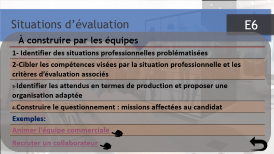 Situations d'évaluation
E6
À construire par les équipes
1- Identifier des situations professionnelles problématisées
2-Cibler les compétences visées par la situation professionnelle et les
critères d'évaluation associés
Identifier les attendus en termes de production et proposer une
organisation adaptée
Construire le questionnement : missions affectées au candidat
Exemples:
Animer l'équipe commerciale
Recruter un collaborateur